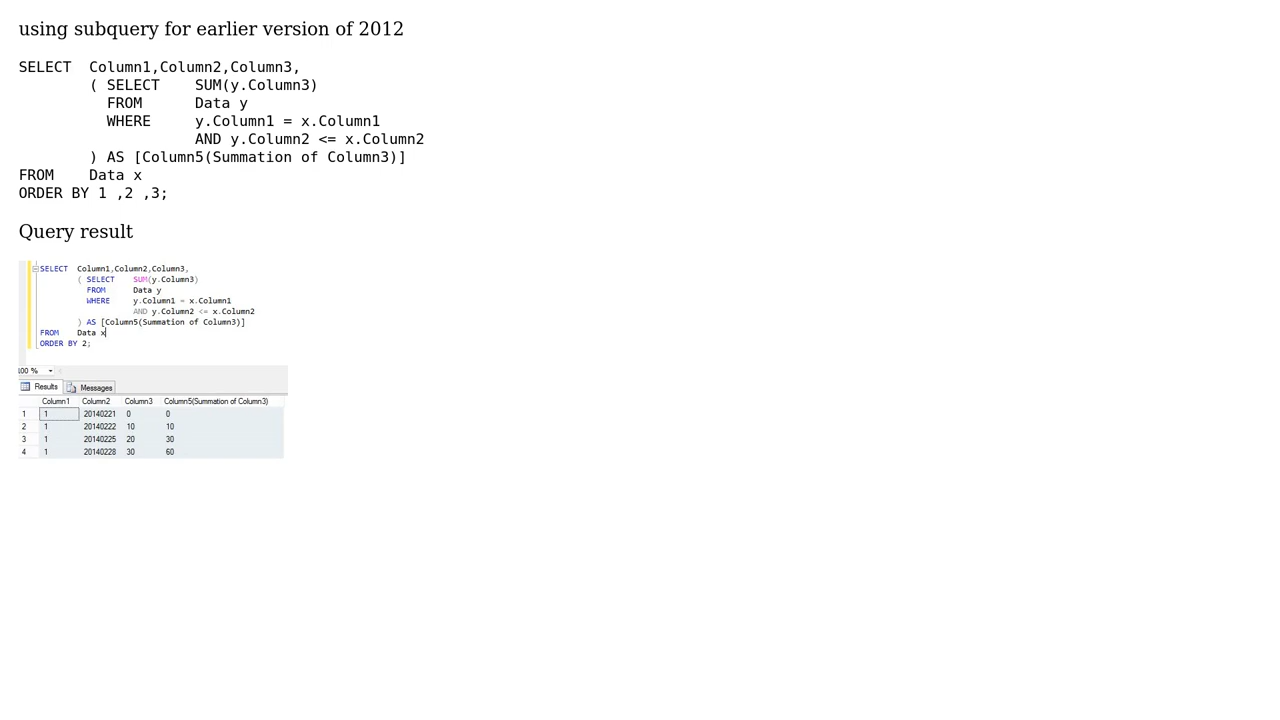 using subquery for earlier version of 2012
SELECT  Column1,Column2,Column3,
        ( SELECT    SUM(y.Column3)
          FROM      Data y
          WHERE     y.Column1 = x.Column1
                    AND y.Column2 <= x.Column2
        ) AS [Column5(Summation of Column3)]
FROM    Data x
ORDER BY 1 ,2 ,3;
Query result
SELECT  Column1,Column2,Column3,
        ( SELECT    SUM(y.Column3)
          FROM      Data y
          WHERE     y.Column1 = x.Column1
                    AND y.Column2 <= x.Column2
        ) AS [Column5(Summation of Column3)]
FROM    Data x
ORDER BY 2;
100 %
Results Messages
Column1 Column2 Column3 Column5(Summation of Column3)
1 1 20140221 0 0
2 1 20140222 10 10
3 1 20140225 20 30
4 1 20140228 30 60